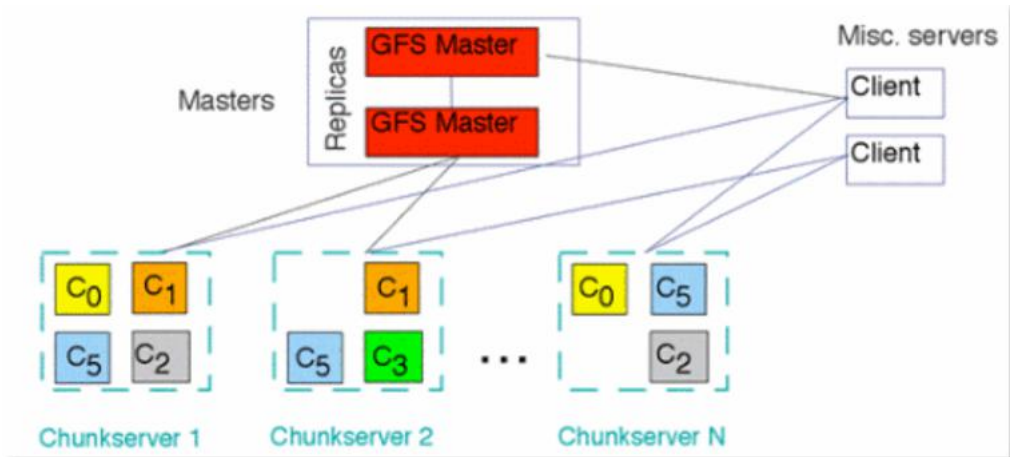 Masters
Replicas
GFS Master
GFS Master
Misc. servers
Client
Client
C0
C1
C5
C2
C1
C5
C3
...
C0
C5
C2
Chunkserver 1
Chunkserver 2
Chunkserver N